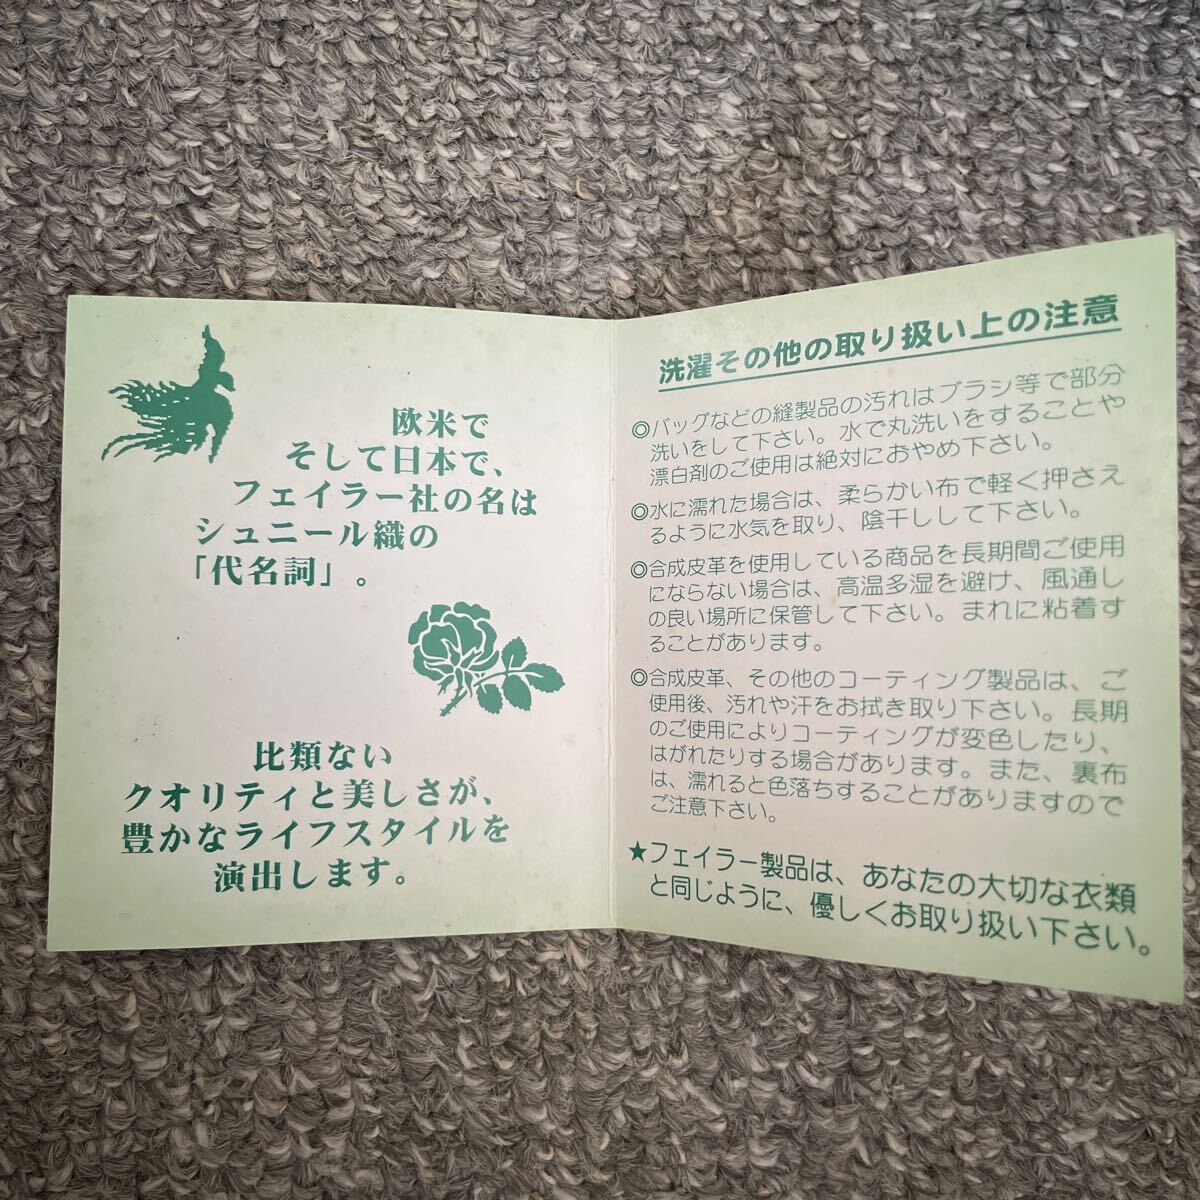 欧米で
そして日本で、
フェイラー社の名は
シュニール織の
「代名詞」。
比類ない
クオリティと美しさが、
豊かなライフスタイルを
演出します。
洗濯その他の取り扱い上の注意
◎バッグなどの縫製品の汚れはブラシ等で部分
洗いをして下さい。水で丸洗いをすることや
漂白剤のご使用は絶対におやめ下さい。
◎水に濡れた場合は、柔らかい布で軽く押さえ
るように水気を取り、陰干しして下さい。
◎合成皮革を使用している商品を長期間ご使用
にならない場合は、高温多湿を避け、風通し
の良い場所に保管して下さい。まれに粘着す
ることがあります。
◎合成皮革、その他のコーティング製品は、ご
使用後、汚れや汗をお拭き取り下さい。長期
のご使用によりコーティングが変色したり、
はがれたりする場合があります。また、裏布
は、濡れると色落ちすることがありますので
ご注意下さい。
★フェイラー製品は、あなたの大切な衣類
と同じように、優しくお取り扱い下さい。